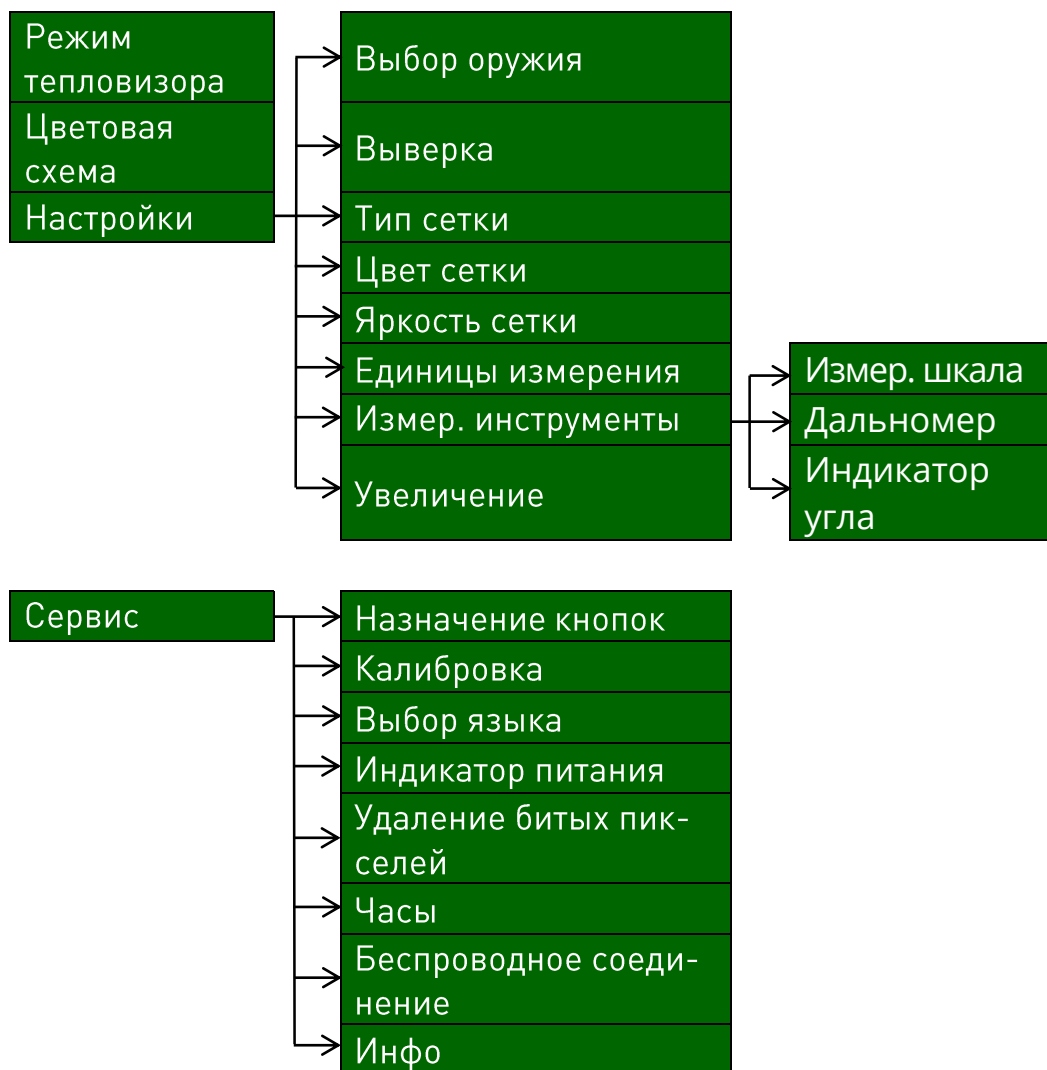 Режим
тепловизора
Цветовая
схема
Настройки
Выбор оружия
Выверка
Тип сетки
Цвет сетки
Яркость сетки
Единицы измерения
Измер. инструменты
Увеличение
Измер. шкала
Дальномер
Индикатор
угла
Сервис
Назначение кнопок
Калибровка
Выбор языка
Индикатор питания
Удаление битых пик-
селей
Часы
Беспроводное соеди-
нение
Инфо